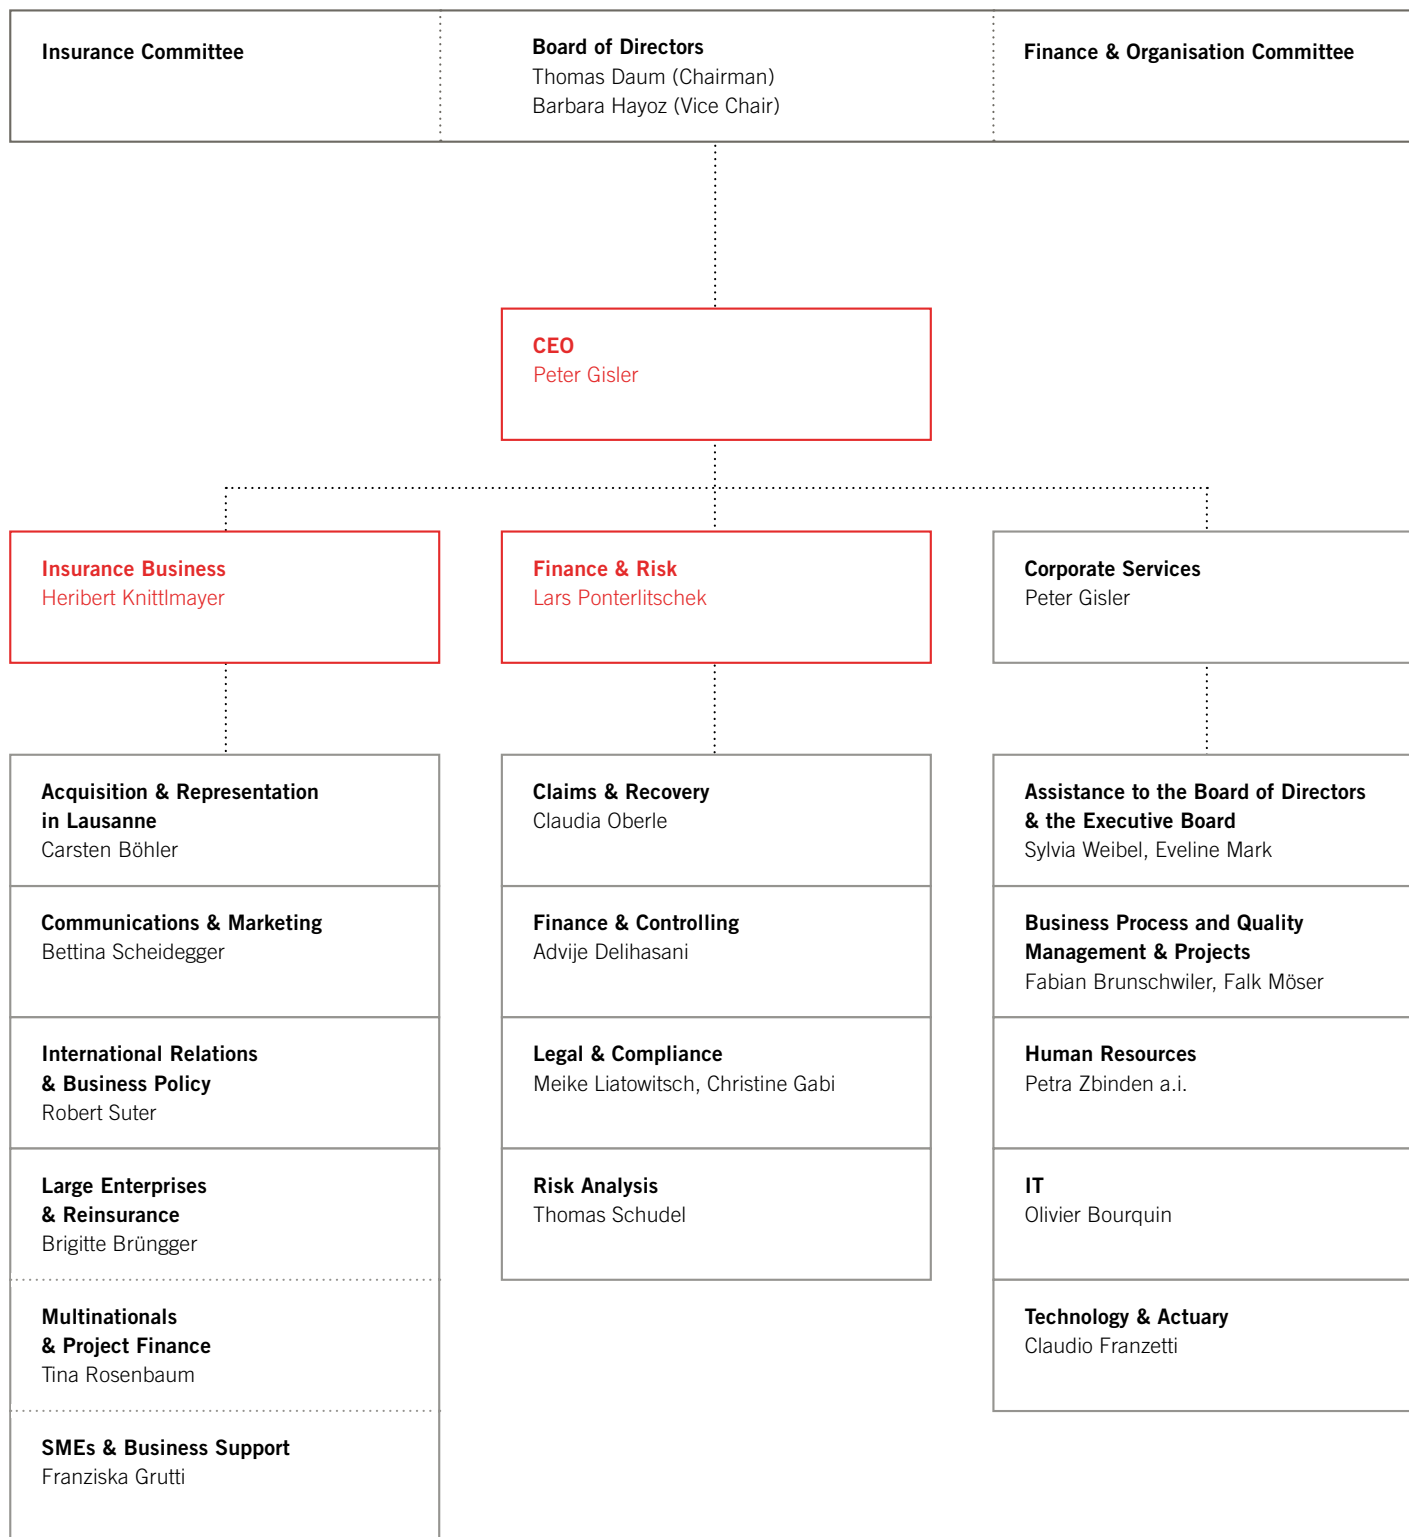 Insurance Committee
Board of Directors
Thomas Daum (Chairman)
Barbara Hayoz (Vice Chair)
Finance & Organisation Committee
CEO
Peter Gisler
Insurance Business
Heribert Knittlmayer
Finance & Risk
Lars Ponterlitschek
Corporate Services
Peter Gisler
Acquisition & Representation
in Lausanne
Carsten Böhler
Communications & Marketing
Bettina Scheidegger
International Relations
& Business Policy
Robert Suter
Large Enterprises
& Reinsurance
Brigitte Brüngger
Multinationals
& Project Finance
Tina Rosenbaum
SMEs & Business Support
Franziska Grutti
Claims & Recovery
Claudia Oberle
Finance & Controlling
Advije Delihasani
Legal & Compliance
Meike Liatowitsch, Christine Gabi
Risk Analysis
Thomas Schudel
Assistance to the Board of Directors
& the Executive Board
Sylvia Weibel, Eveline Mark
Business Process and Quality
Management & Projects
Fabian Brunschwiler, Falk Möser
Human Resources
Petra Zbinden a.i.
IT
Olivier Bourquin
Technology & Actuary
Claudio Franzetti